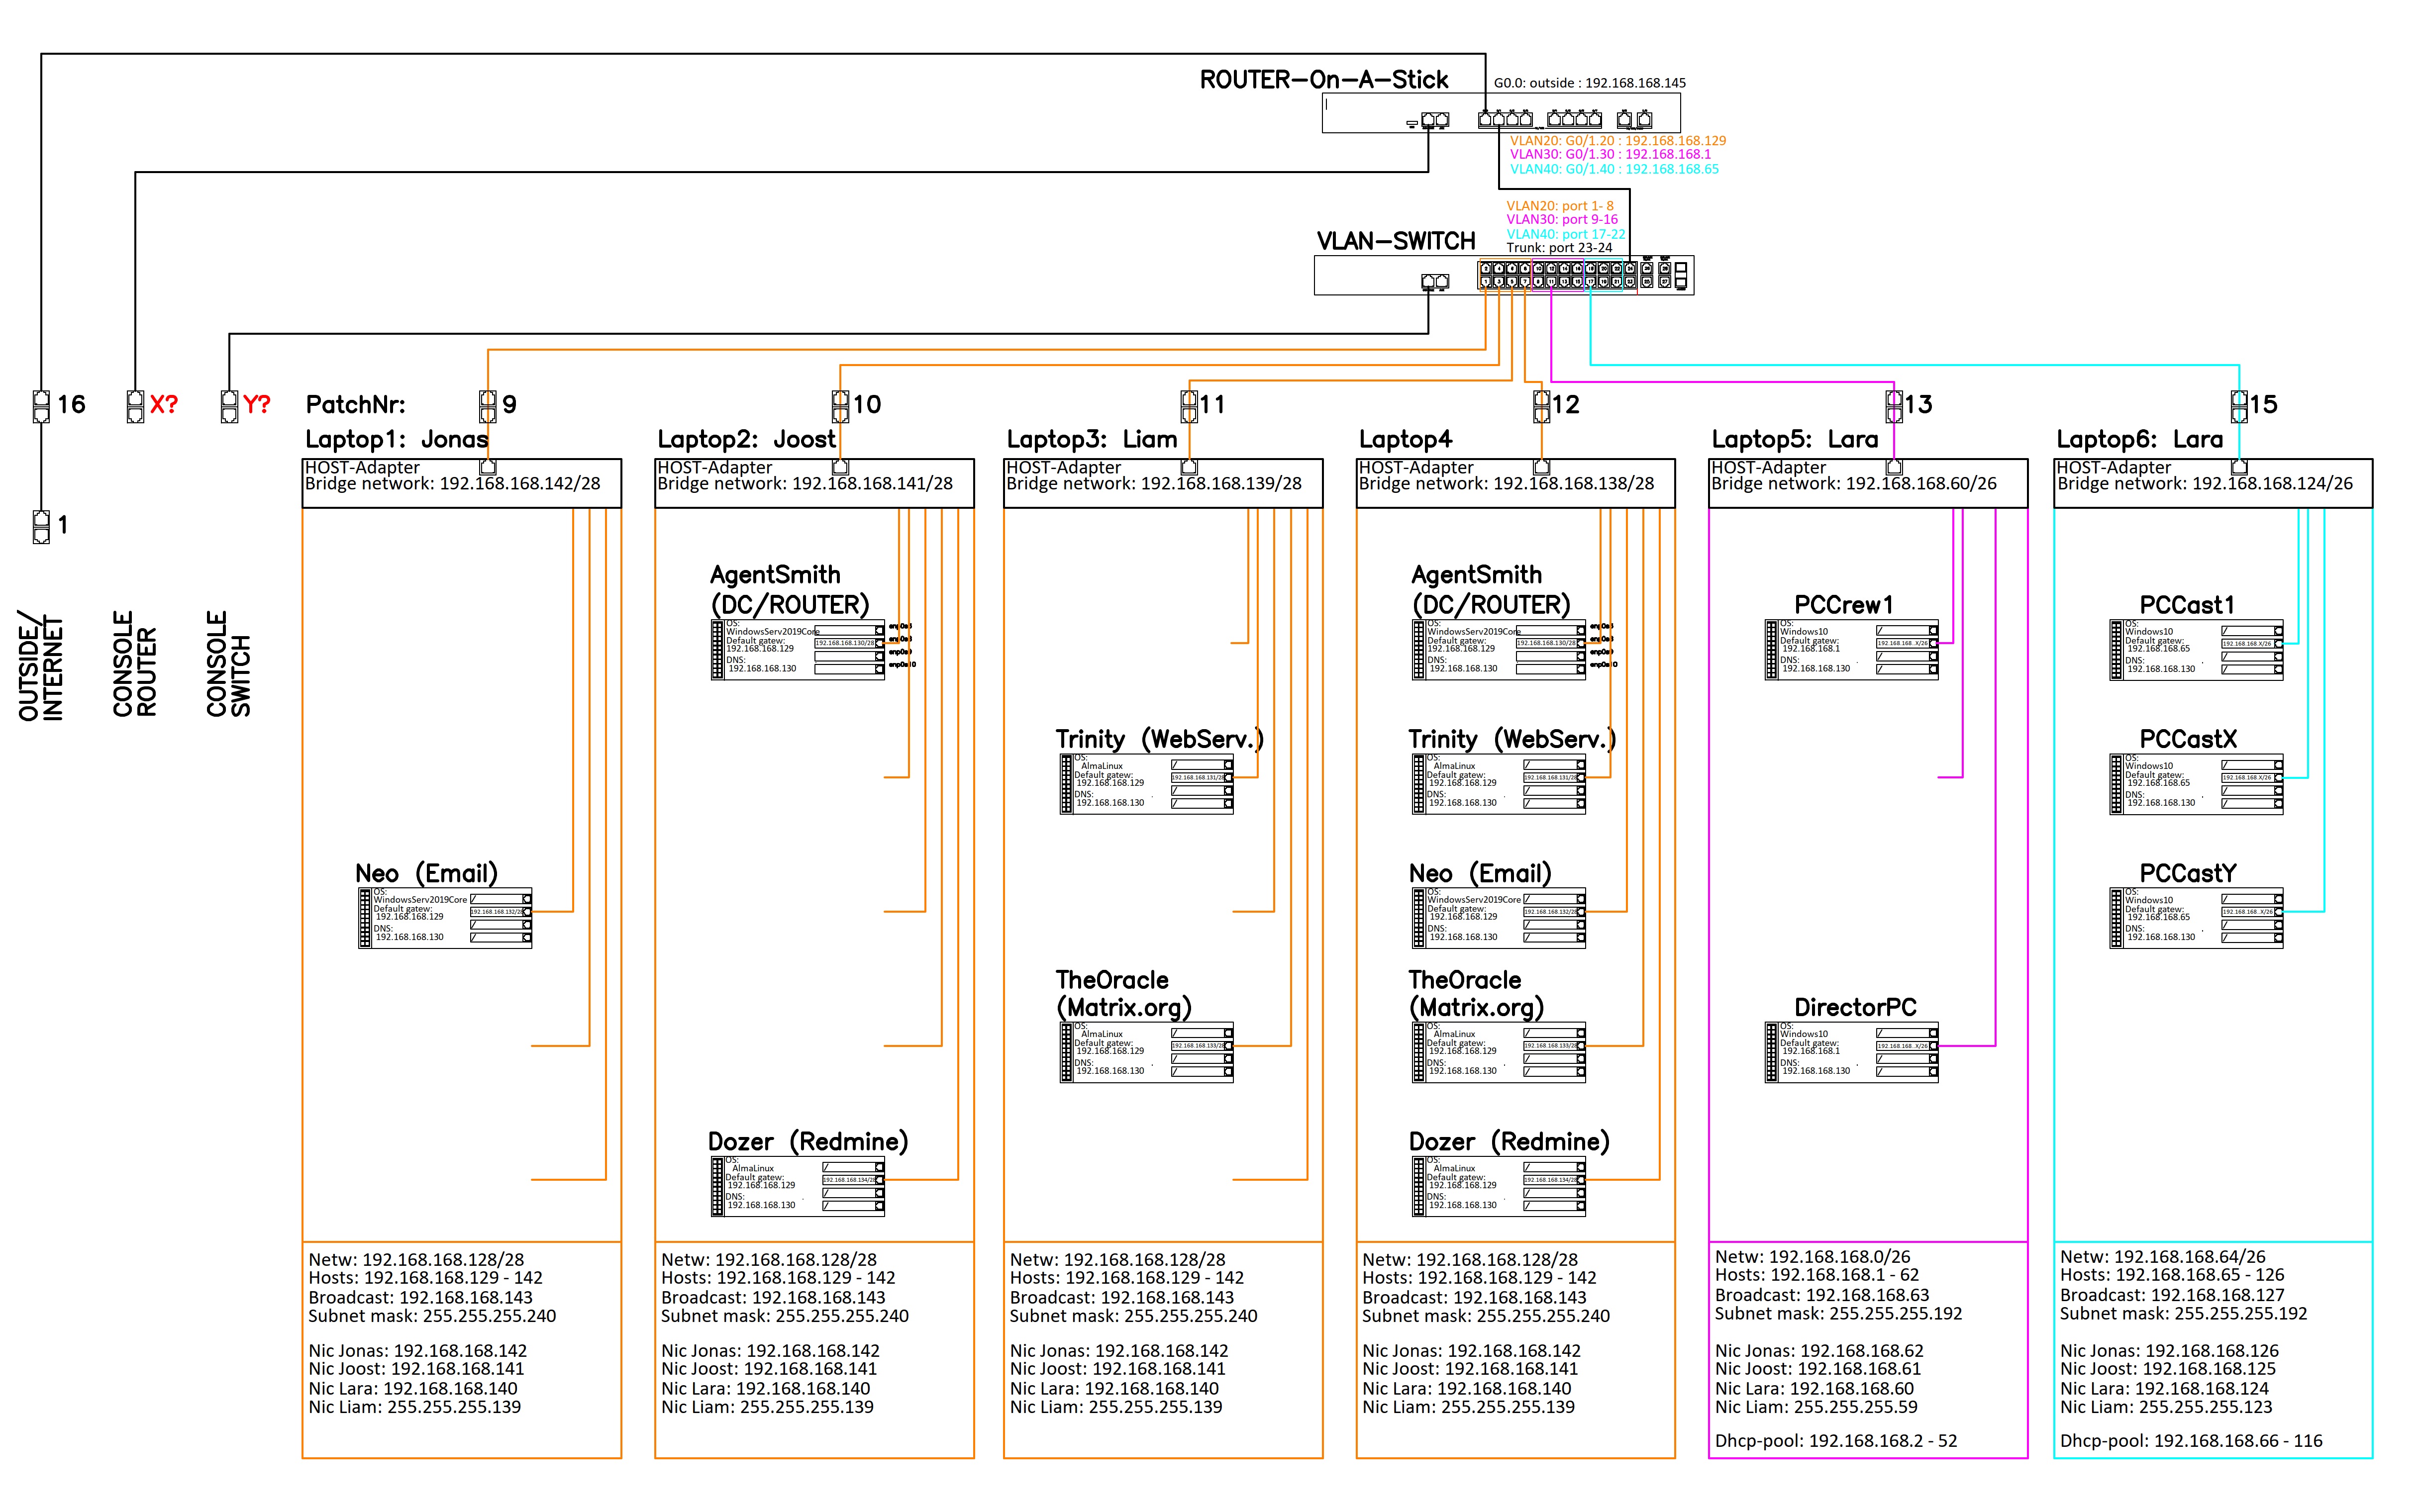 ROUTER-On-A-Stick
G0.0: outside : 192.168.168.145
VLAN20: G0/1.20 : 192.168.168.129
VLAN30: G0/1.30 : 192.168.168.1
VLAN40: G0/1.40 : 192.168.168.65
VLAN20: port 1- 8
VLAN30: port 9-16
VLAN40: port 17-22
Trunk: port 23-24
VLAN-SWITCH
16
X?
Y?
PatchNr:
9
10
11
12
13
15
1
OUTSIDE/
INTERNET
CONSOLE
ROUTER
CONSOLE
SWITCH
Laptop1: Jonas
HOST-Adapter
Bridge network: 192.168.168.142/28
Neo (Email)
OS:
WindowsServ2019Core
Default gatew:
192.168.168.129
DNS:
192.168.168.130
192.168.168.132/28
Netw: 192.168.168.128/28
Hosts: 192.168.168.129 - 142
Broadcast: 192.168.168.143
Subnet mask: 255.255.255.240
Nic Jonas: 192.168.168.142
Nic Joost: 192.168.168.141
Nic Lara: 192.168.168.140
Nic Liam: 255.255.255.139
Laptop2: Joost
HOST-Adapter
Bridge network: 192.168.168.141/28
AgentSmith
(DC/ROUTER)
OS:
WindowsServ2019Core
Default gatew:
192.168.168.129
DNS:
192.168.168.130
192.168.168.130/28
enp0s9
enp0s10
Dozer (Redmine)
OS:
AlmaLinux
Default gatew:
192.168.168.129
DNS:
192.168.168.130
192.168.168.134/28
Netw: 192.168.168.128/28
Hosts: 192.168.168.129 - 142
Broadcast: 192.168.168.143
Subnet mask: 255.255.255.240
Nic Jonas: 192.168.168.142
Nic Joost: 192.168.168.141
Nic Lara: 192.168.168.140
Nic Liam: 255.255.255.139
Laptop3: Liam
HOST-Adapter
Bridge network: 192.168.168.139/28
Trinity (WebServ.)
OS:
AlmaLinux
Default gatew:
192.168.168.129
DNS:
192.168.168.130
192.168.168.131/28
TheOracle
(Matrix.org)
OS:
AlmaLinux
Default gatew:
192.168.168.129
DNS:
192.168.168.130
192.168.168.133/28
Netw: 192.168.168.128/28
Hosts: 192.168.168.129 - 142
Broadcast: 192.168.168.143
Subnet mask: 255.255.255.240
Nic Jonas: 192.168.168.142
Nic Joost: 192.168.168.141
Nic Lara: 192.168.168.140
Nic Liam: 255.255.255.139
Laptop4
HOST-Adapter
Bridge network: 192.168.168.138/28
AgentSmith
(DC/ROUTER)
OS:
WindowsServ2019Core
Default gatew:
192.168.168.129
DNS:
192.168.168.130
192.168.168.130/28
enp0s10
Trinity (WebServ.)
OS:
AlmaLinux
Default gatew:
192.168.168.129
DNS:
192.168.168.130
192.168.168.131/28
Neo (Email)
OS:
WindowsServ2019Core
Default gatew:
192.168.168.129
DNS:
192.168.168.130
192.168.168.132/28
TheOracle
(Matrix.org)
OS:
AlmaLinux
Default gatew:
192.168.168.129
DNS:
192.168.168.130
192.168.168.133/28
Dozer (Redmine)
OS:
AlmaLinux
Default gatew:
192.168.168.129
DNS:
192.168.168.130
192.168.168.134/28
Netw: 192.168.168.128/28
Hosts: 192.168.168.129 - 142
Broadcast: 192.168.168.143
Subnet mask: 255.255.255.240
Nic Jonas: 192.168.168.142
Nic Joost: 192.168.168.141
Nic Lara: 192.168.168.140
Nic Liam: 255.255.255.139
Laptop5: Lara
HOST-Adapter
Bridge network: 192.168.168.60/26
PCCrew1
OS:
Windows10
Default gatew:
192.168.168.1
DNS:
192.168.168.130
192.168.168..X/26
DirectorPC
OS:
Windows10
Default gatew:
192.168.168.1
DNS:
192.168.168.130
192.168.168..X/26
Netw: 192.168.168.0/26
Hosts: 192.168.168.1 - 62
Broadcast: 192.168.168.63
Subnet mask: 255.255.255.192
Nic Jonas: 192.168.168.62
Nic Joost: 192.168.168.61
Nic Lara: 192.168.168.60
Nic Liam: 255.255.255.59
Dhcp-pool: 192.168.168.2 - 52
Laptop6: Lara
HOST-Adapter
Bridge network: 192.168.168.124/26
PCCast1
OS:
Windows10
Default gatew:
192.168.168.65
DNS:
192.168.168.130
192.168.168.X/26
PCCastX
OS:
Windows10
Default gatew:
192.168.168.65
DNS:
192.168.168.130
192.168.168.X/26
PCCastY
OS:
Windows10
Default gatew:
192.168.168.65
DNS:
192.168.168.130
192.168.168..X/26
Netw: 192.168.168.64/26
Hosts: 192.168.168.65 - 126
Broadcast: 192.168.168.127
Subnet mask: 255.255.255.192
Nic Jonas: 192.168.168.126
Nic Joost: 192.168.168.125
Nic Lara: 192.168.168.124
Nic Liam: 255.255.255.123
Dhcp-pool: 192.168.168.66 - 116